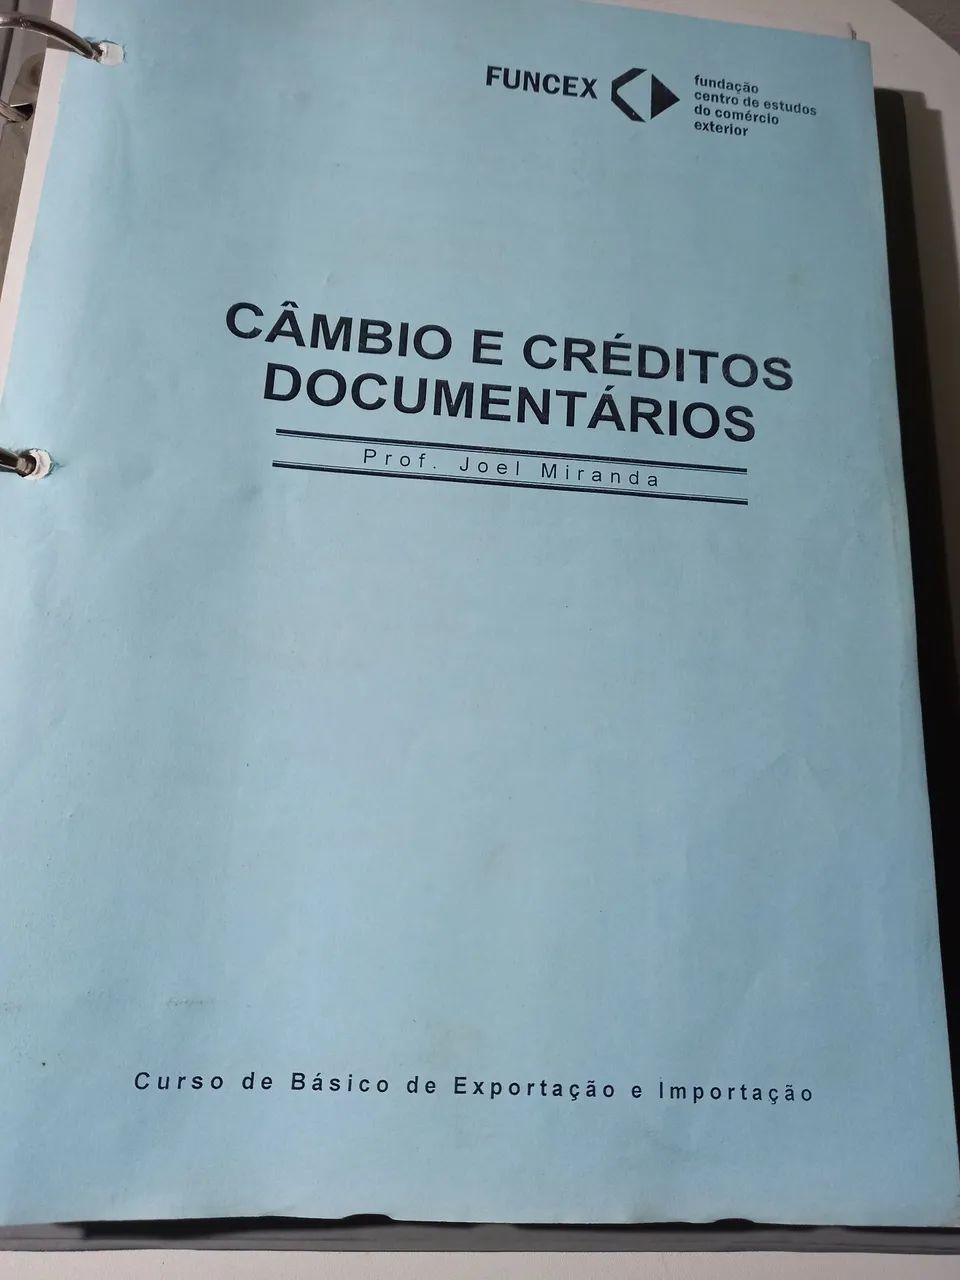 FUNCEX
fundação
centro de estudos
do comércio
exterior
CÂMBIO E CRÉDITOS
DOCUMENTÁRIOS
Prof. Joel Miranda
Curso de Básico de Exportação e Importação